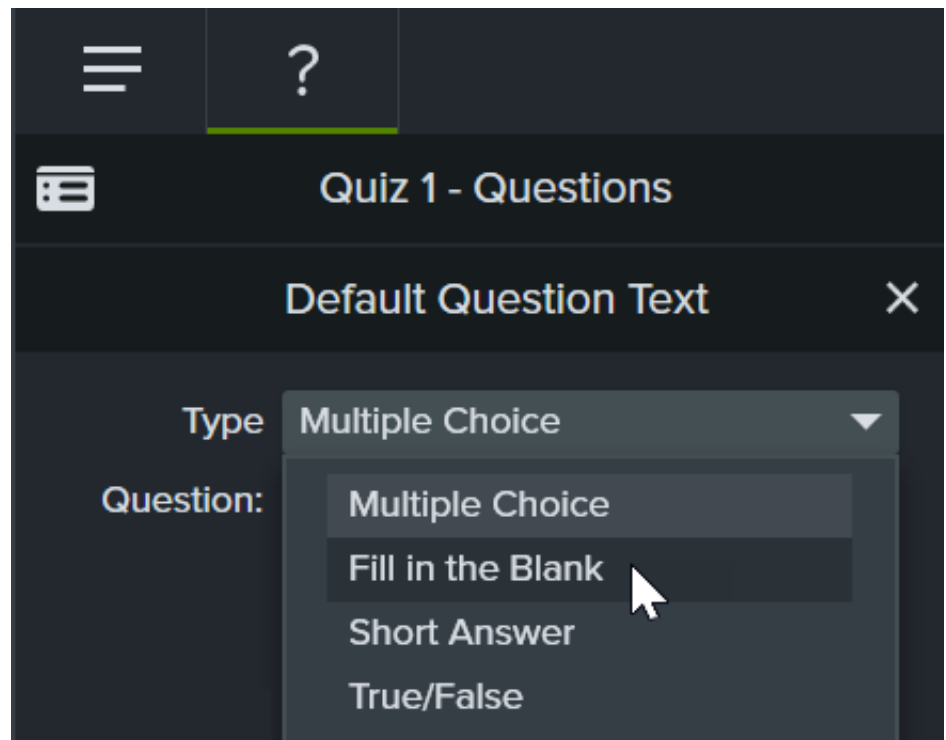 ?
Quiz 1 - Questions
Default Question Text
Type Multiple Choice
Question:
Multiple Choice
Fill in the Blank
Short Answer
True/False